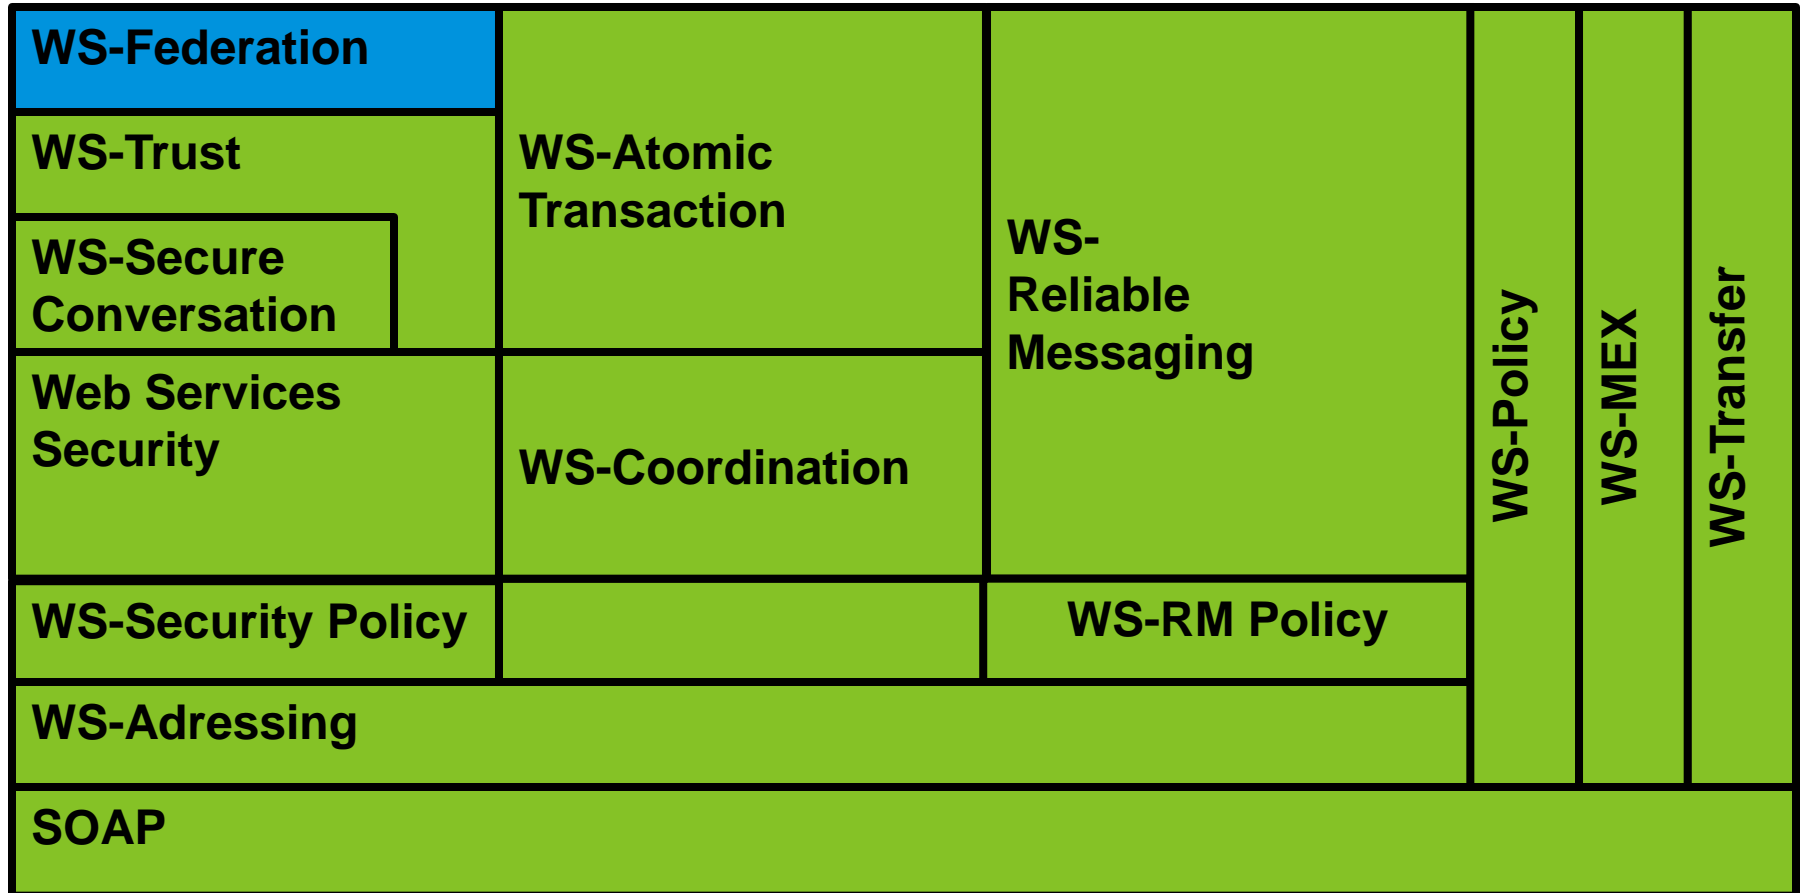 WS-Federation
WS-Trust
WS-Secure
Conversation
Web Services
Security
WS-Security Policy
WS-Atomic
Transaction
WS-Coordination
WS-
Reliable
Messaging
WS-RM Policy
WS-Policy
WS-MEX
WS-Transfer
WS-Adressing
SOAP